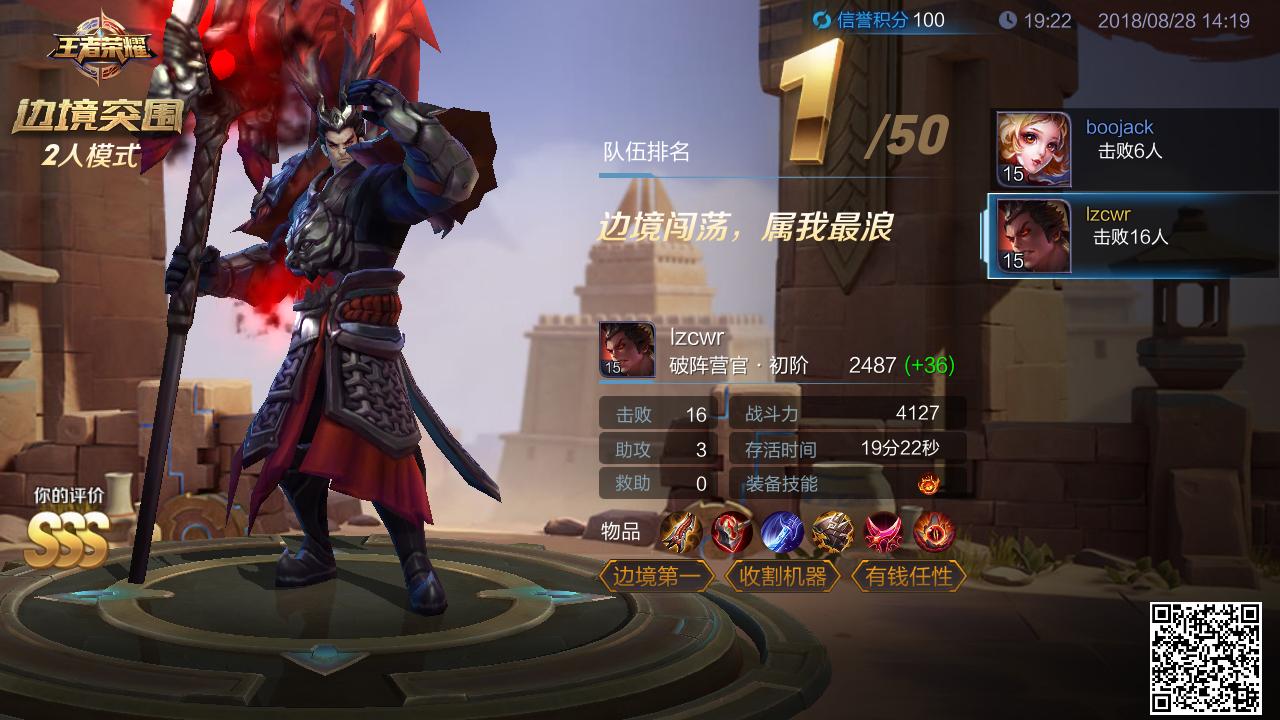 信誉积分 100
19:22
2018/08/28 14:19
王者荣耀
边境突围
2人模式
队伍排名
1/50
边境闯荡，属我最浪
boojack
击败6人
15
lzcwr
击败16人
15
lzcwr
破阵营官·初阶 2487 (+36)
15
击败 16
战斗力 4127
助攻 3
存活时间 19分22秒
救助 0
装备技能
物品
你的评价
SSS
边境第一
收割机器
有钱任性